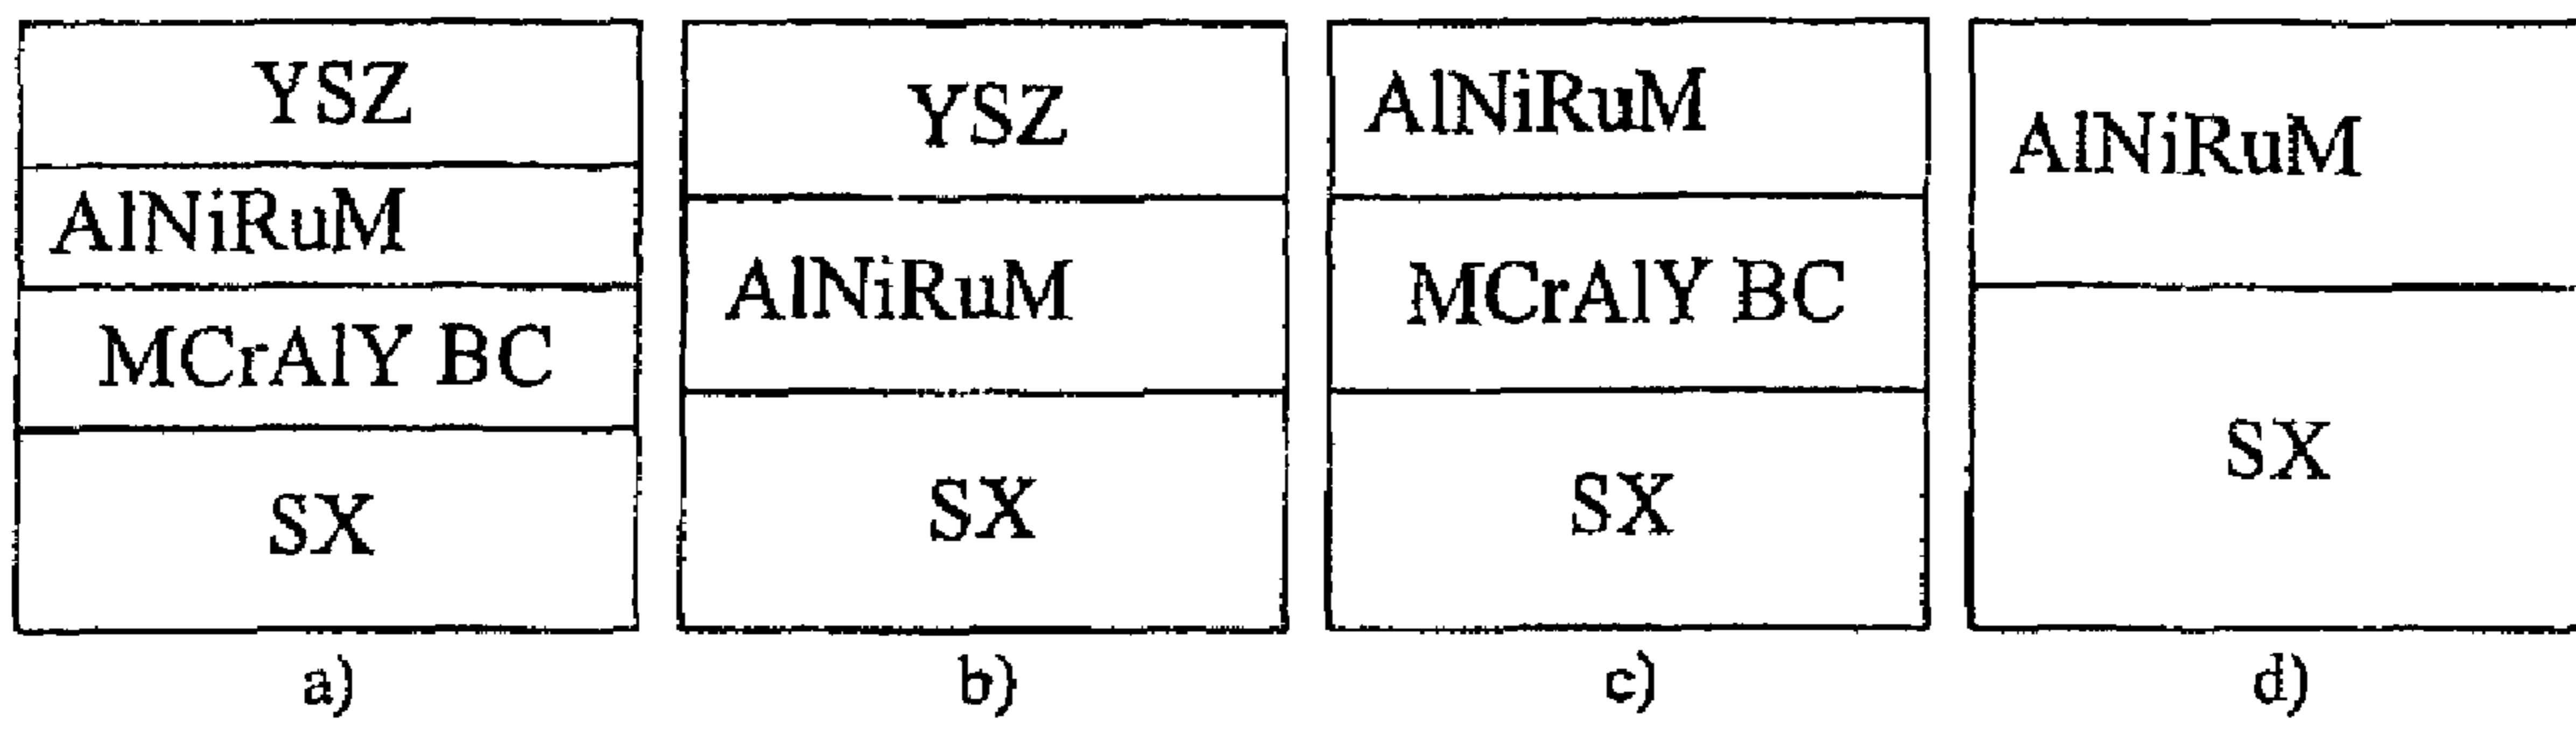 YSZ
AlNiRuM
MCrAlY BC
SX
a)
YSZ
AlNiRuM
SX
b)
AlNiRuM
MCrAlY BC
SX
c)
AlNiRuM
SX
d)